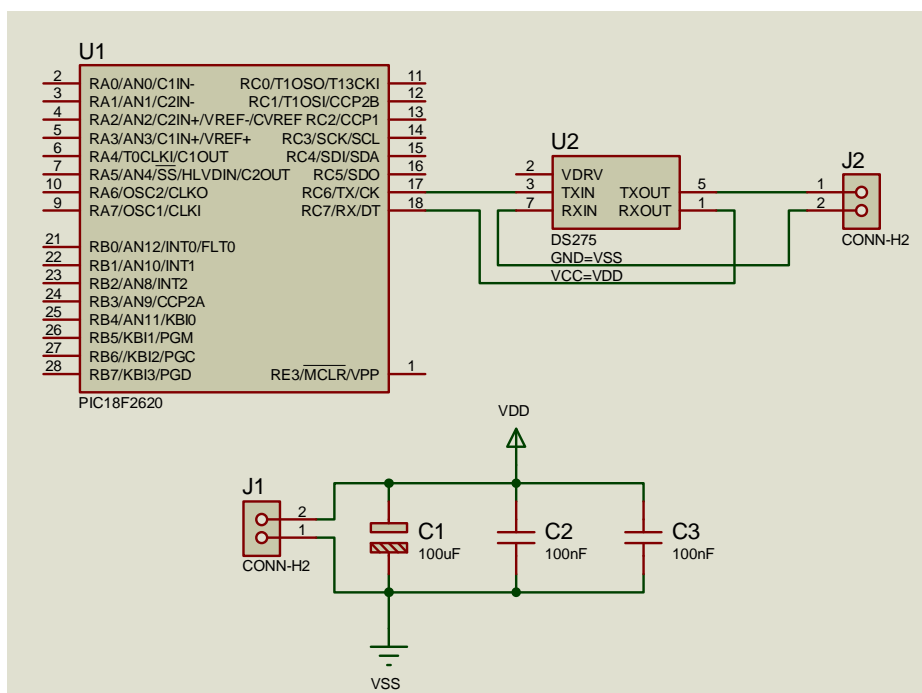 U1
2 RA0/AN0/C1IN- RC0/T1OSO/T13CKI 11
3 RA1/AN1/C2IN- RC1/T1OSI/CCP2B 12
4 RA2/AN2/C2IN+/VREF-/CVREF RC2/CCP1 13
5 RA3/AN3/C1IN+/VREF+ RC3/SCK/SCL 14
6 RA4/T0CLKI/C1OUT RC4/SDI/SDA 15
7 RA5/AN4/SS/HLVDIN/C2OUT RC5/SDO 16
10 RA6/OSC2/CLKO RC6/TX/CK 17
9 RA7/OSC1/CLKI RC7/RX/DT 18
21 RB0/AN12/INT0/FLT0
22 RB1/AN10/INT1
23 RB2/AN8/INT2
24 RB3/AN9/CCP2A
25 RB4/AN11/KBI0
26 RB5/KBI1/PGM
27 RB6//KBI2/PGC
28 RB7/KBI3/PGD RE3/MCLR/VPP 1
PIC18F2620
U2
2 VDRV
3 TXIN TXOUT 5
7 RXIN RXOUT 1
DS275
GND=VSS
VCC=VDD
J2
1
2
CONN-H2
VDD
J1
2
1
CONN-H2
C1
100uF
C2
100nF
C3
100nF
VSS